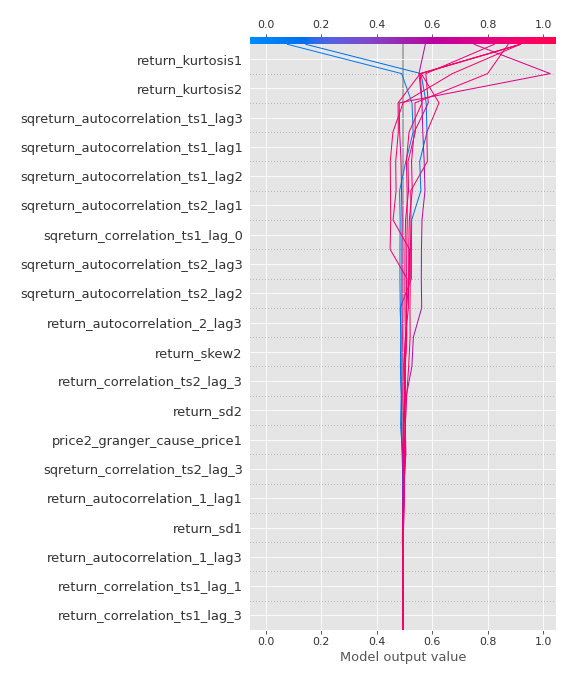 0.0 0.2 0.4 0.6 0.8 1.0
return_kurtosis1
return_kurtosis2
sqreturn_autocorrelation_ts1_lag3
sqreturn_autocorrelation_ts1_lag1
sqreturn_autocorrelation_ts1_lag2
sqreturn_autocorrelation_ts2_lag1
sqreturn_correlation_ts1_lag_0
sqreturn_autocorrelation_ts2_lag3
sqreturn_autocorrelation_ts2_lag2
return_autocorrelation_2_lag3
return_skew2
return_correlation_ts2_lag_3
return_sd2
price2_granger_cause_price1
sqreturn_correlation_ts2_lag_3
return_autocorrelation_1_lag1
return_sd1
return_autocorrelation_1_lag3
return_correlation_ts1_lag_1
return_correlation_ts1_lag_3
0.0 0.2 0.4 0.6 0.8 1.0
Model output value